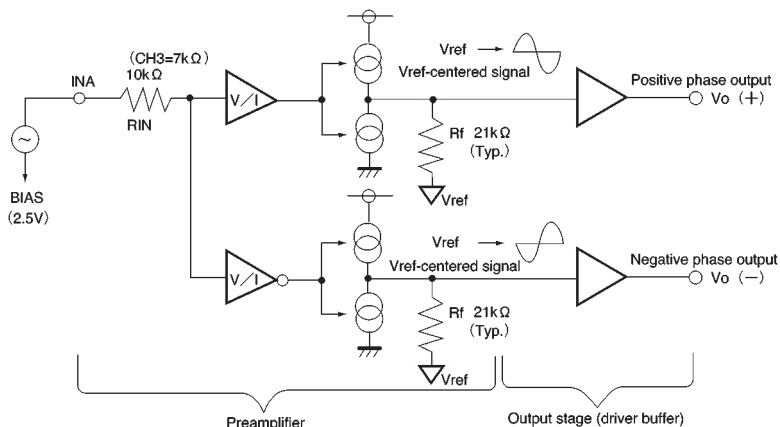 (CH3=7kΩ)
10kΩ
INA
RIN
BIAS
(2.5V)
V/I
Vref
Vref-centered signal
Rf 21kΩ
(Typ.)
Vref
Positive phase output
Vo (+)
V/I
Vref
Vref-centered signal
Rf 21kΩ
(Typ.)
Vref
Negative phase output
Vo (−)
Preamplifier
Output stage (driver buffer)